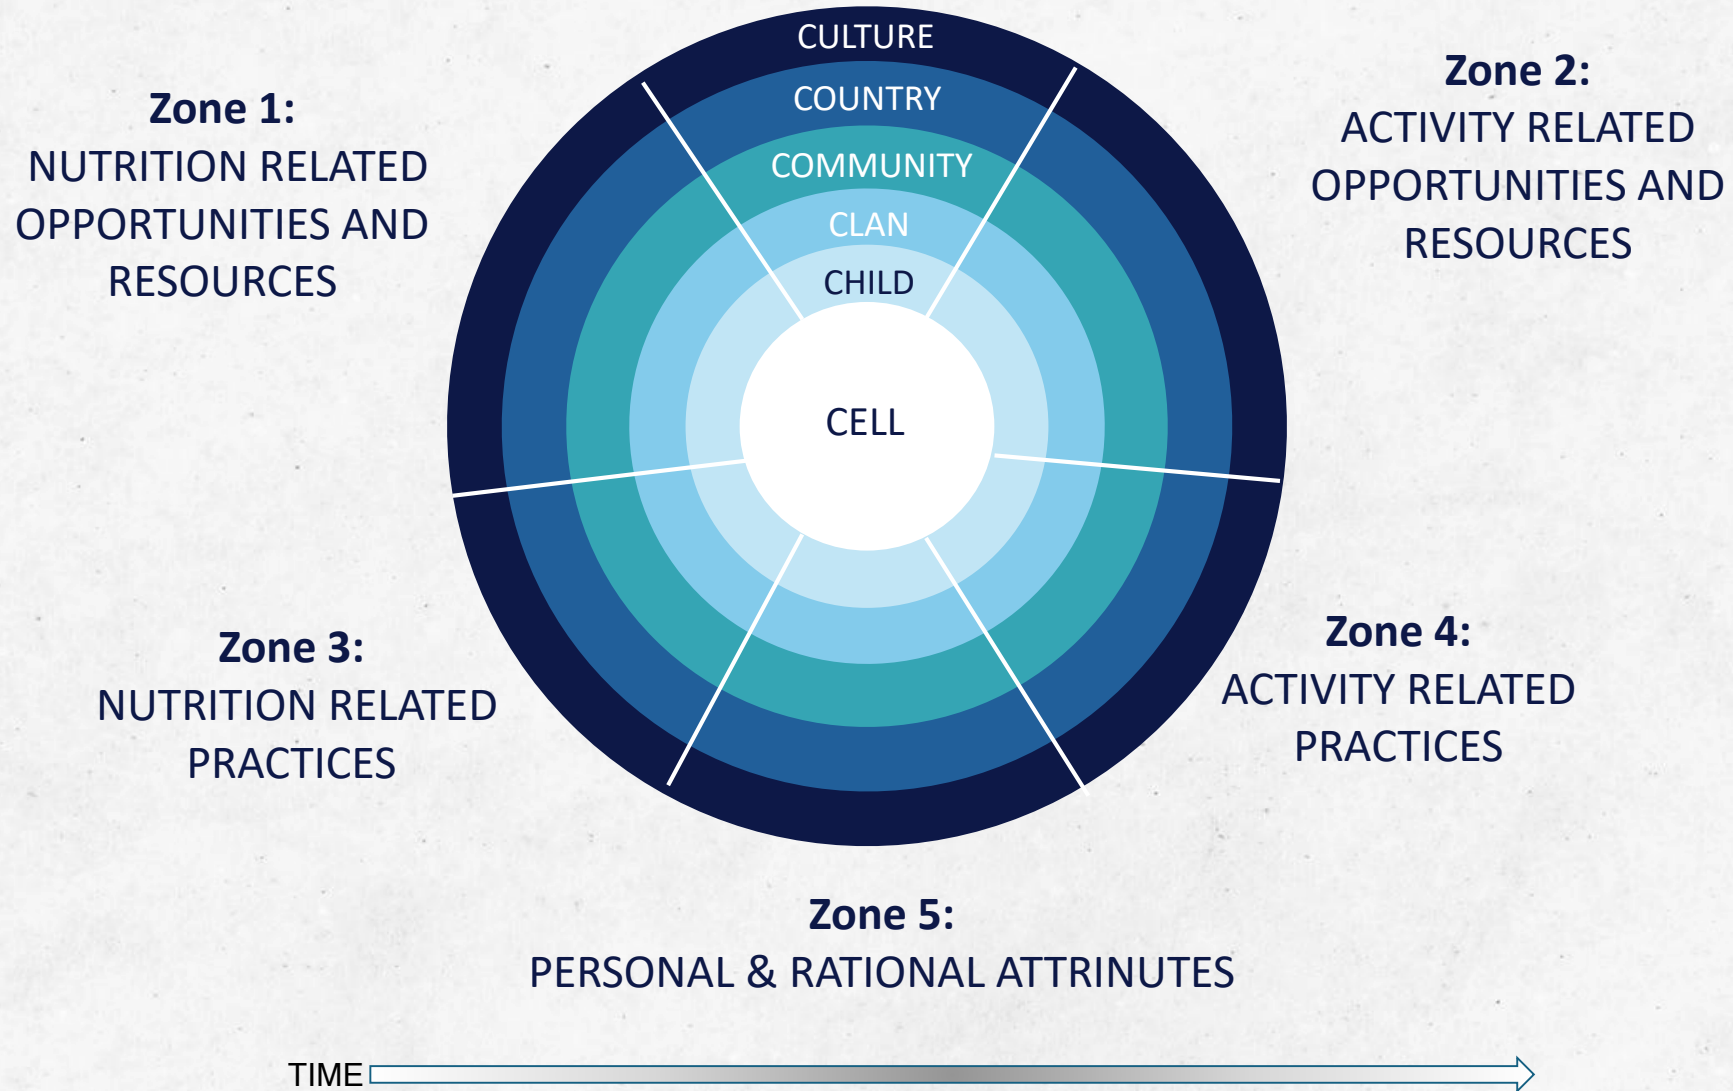 CULTURE
COUNTRY
COMMUNITY
CLAN
CHILD
CELL
Zone 1:
NUTRITION RELATED
OPPORTUNITIES AND
RESOURCES
Zone 2:
ACTIVITY RELATED
OPPORTUNITIES AND
RESOURCES
Zone 3:
NUTRITION RELATED
PRACTICES
Zone 4:
ACTIVITY RELATED
PRACTICES
Zone 5:
PERSONAL & RATIONAL ATTRINUTES
TIME